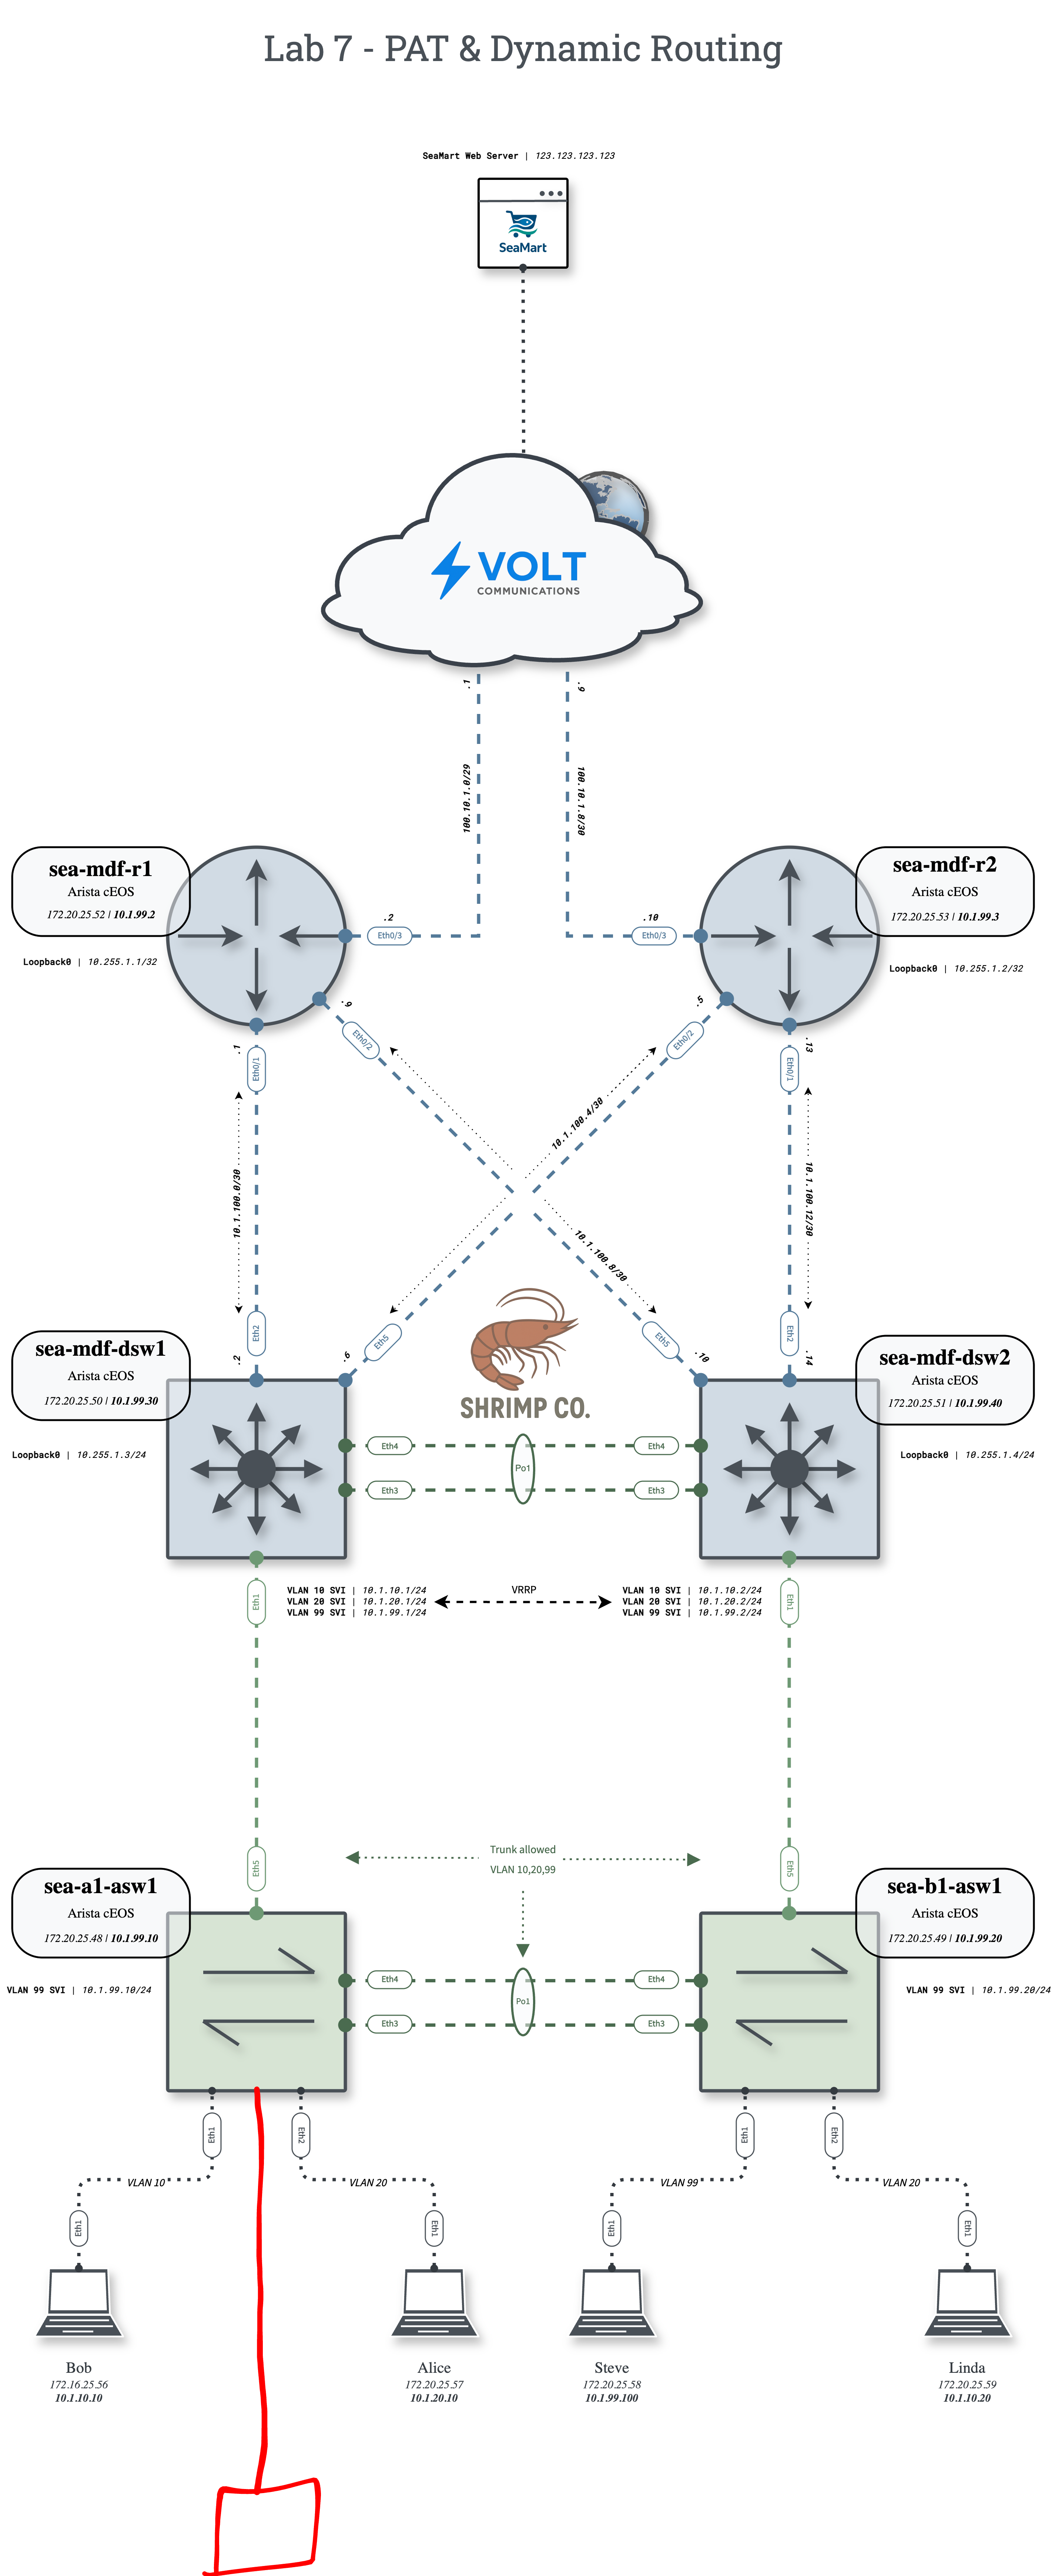 Lab 7 - PAT & Dynamic Routing
SeaMart Web Server | 123.123.123.123
SeaMart
VOLT
COMMUNICATIONS
.1
.9
100.10.1.0/29
100.10.1.8/30
sea-mdf-r1
Arista cEOS
172.20.25.52 | 10.1.99.2
Loopback0 | 10.255.1.1/32
.2
Eth0/3
.10
Eth0/3
sea-mdf-r2
Arista cEOS
172.20.25.53 | 10.1.99.3
Loopback0 | 10.255.1.2/32
.9
Eth0/2
.5
Eth0/2
.1
Eth0/1
.13
Eth0/1
10.1.100.0/30
10.1.100.4/30
10.1.100.8/30
10.1.100.12/30
Eth2
.2
Eth5
.6
Eth5
.10
Eth2
.14
sea-mdf-dsw1
Arista cEOS
172.20.25.50 | 10.1.99.30
Loopback0 | 10.255.1.3/24
SHRIMP CO.
sea-mdf-dsw2
Arista cEOS
172.20.25.51 | 10.1.99.40
Loopback0 | 10.255.1.4/24
Eth4
Eth4
Po1
Eth3
Eth3
Eth1
VLAN 10 SVI | 10.1.10.1/24
VLAN 20 SVI | 10.1.20.1/24
VLAN 99 SVI | 10.1.99.1/24
VRRP
VLAN 10 SVI | 10.1.10.2/24
VLAN 20 SVI | 10.1.20.2/24
VLAN 99 SVI | 10.1.99.2/24
Eth1
Trunk allowed
VLAN 10,20,99
Eth5
Eth5
sea-a1-asw1
Arista cEOS
172.20.25.48 | 10.1.99.10
VLAN 99 SVI | 10.1.99.10/24
sea-b1-asw1
Arista cEOS
172.20.25.49 | 10.1.99.20
VLAN 99 SVI | 10.1.99.20/24
Eth4
Eth4
Po1
Eth3
Eth3
Eth1
Eth2
Eth1
Eth2
VLAN 10
VLAN 20
VLAN 99
VLAN 20
Eth1
Eth1
Eth1
Eth1
Bob
172.16.25.56
10.1.10.10
Alice
172.20.25.57
10.1.20.10
Steve
172.20.25.58
10.1.99.100
Linda
172.20.25.59
10.1.10.20